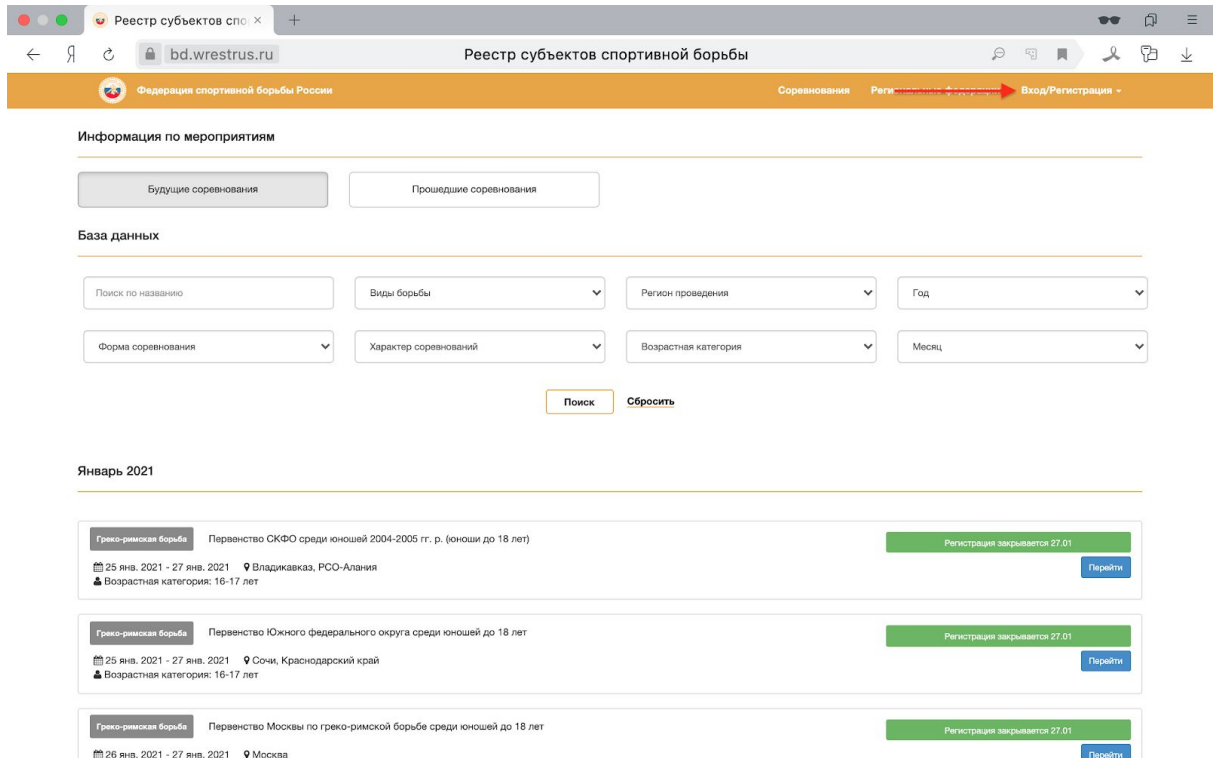 Реестр субъектов спо
bd.wrestrus.ru Реестр субъектов спортивной борьбы
Федерация спортивной борьбы России Соревнования Вход/Регистрация
Информация по мероприятиям
Будущие соревнования Прошедшие соревнования
База данных
Поиск по названию Виды борьбы Регион проведения Год
Форма соревнования Характер соревнований Возрастная категория Месяц
Поиск Сбросить
Январь 2021
Греко-римская борьба Первенство СКФО среди юношей 2004-2005 гг. р. (юноши до 18 лет) Регистрация закрывается 27.01
25 янв. 2021 - 27 янв. 2021 Владикавказ, РСО-Алания Перейти
Возрастная категория: 16-17 лет
Греко-римская борьба Первенство Южного федерального округа среди юношей до 18 лет Регистрация закрывается 27.01
25 янв. 2021 - 27 янв. 2021 Сочи, Краснодарский край Перейти
Возрастная категория: 16-17 лет
Греко-римская борьба Первенство Москвы по греко-римской борьбе среди юношей до 18 лет Регистрация закрывается 27.01
26 янв. 2021 - 27 янв. 2021 Москва Перейти